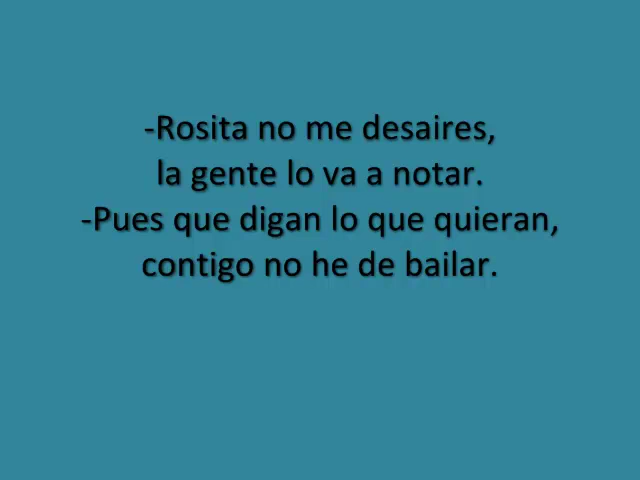 -Rosita no me desaires,
la gente lo va a notar.
-Pues que digan lo que quieran,
contigo no he de bailar.